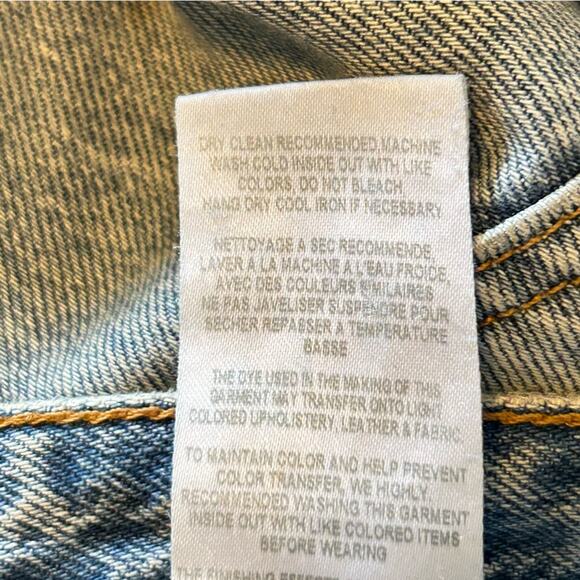 DRY CLEAN RECOMMENDED, MACHINE
WASH COLD INSIDE OUT WITH LIKE
COLORS, DO NOT BLEACH
HANG DRY COOL IRON IF NECESSARY
NETTOYAGE A SEC RECOMMENDE,
LAVER A LA MACHINE A L'EAU FROIDE,
AVEC DES COULEURS SIMILAIRES
NE PAS JAVELISER SUSPENDRE POUR
SECHER REPASSER A TEMPERATURE
BASSE
THE DYE USED IN THE MAKING OF THIS
GARMENT MAY TRANSFER ONTO LIGHT
COLORED UPHOLISTERY, LEATHER & FABRIC.
TO MAINTAIN COLOR AND HELP PREVENT
COLOR TRANSFER, WE HIGHLY
RECOMMENDED WASHING THIS GARMENT
INSIDE OUT WITH LIKE COLORED ITEMS
BEFORE WEARING
THE FINISHING